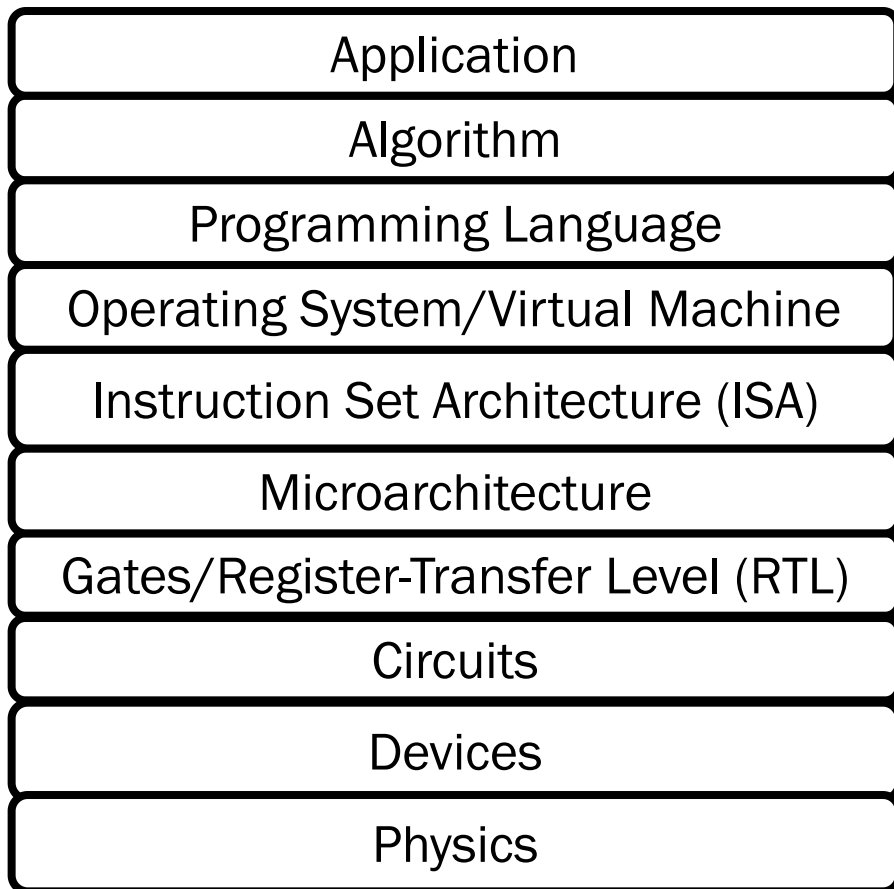 Application
Algorithm
Programming Language
Operating System/Virtual Machine
Instruction Set Architecture (ISA)
Microarchitecture
Gates/Register-Transfer Level (RTL)
Circuits
Devices
Physics